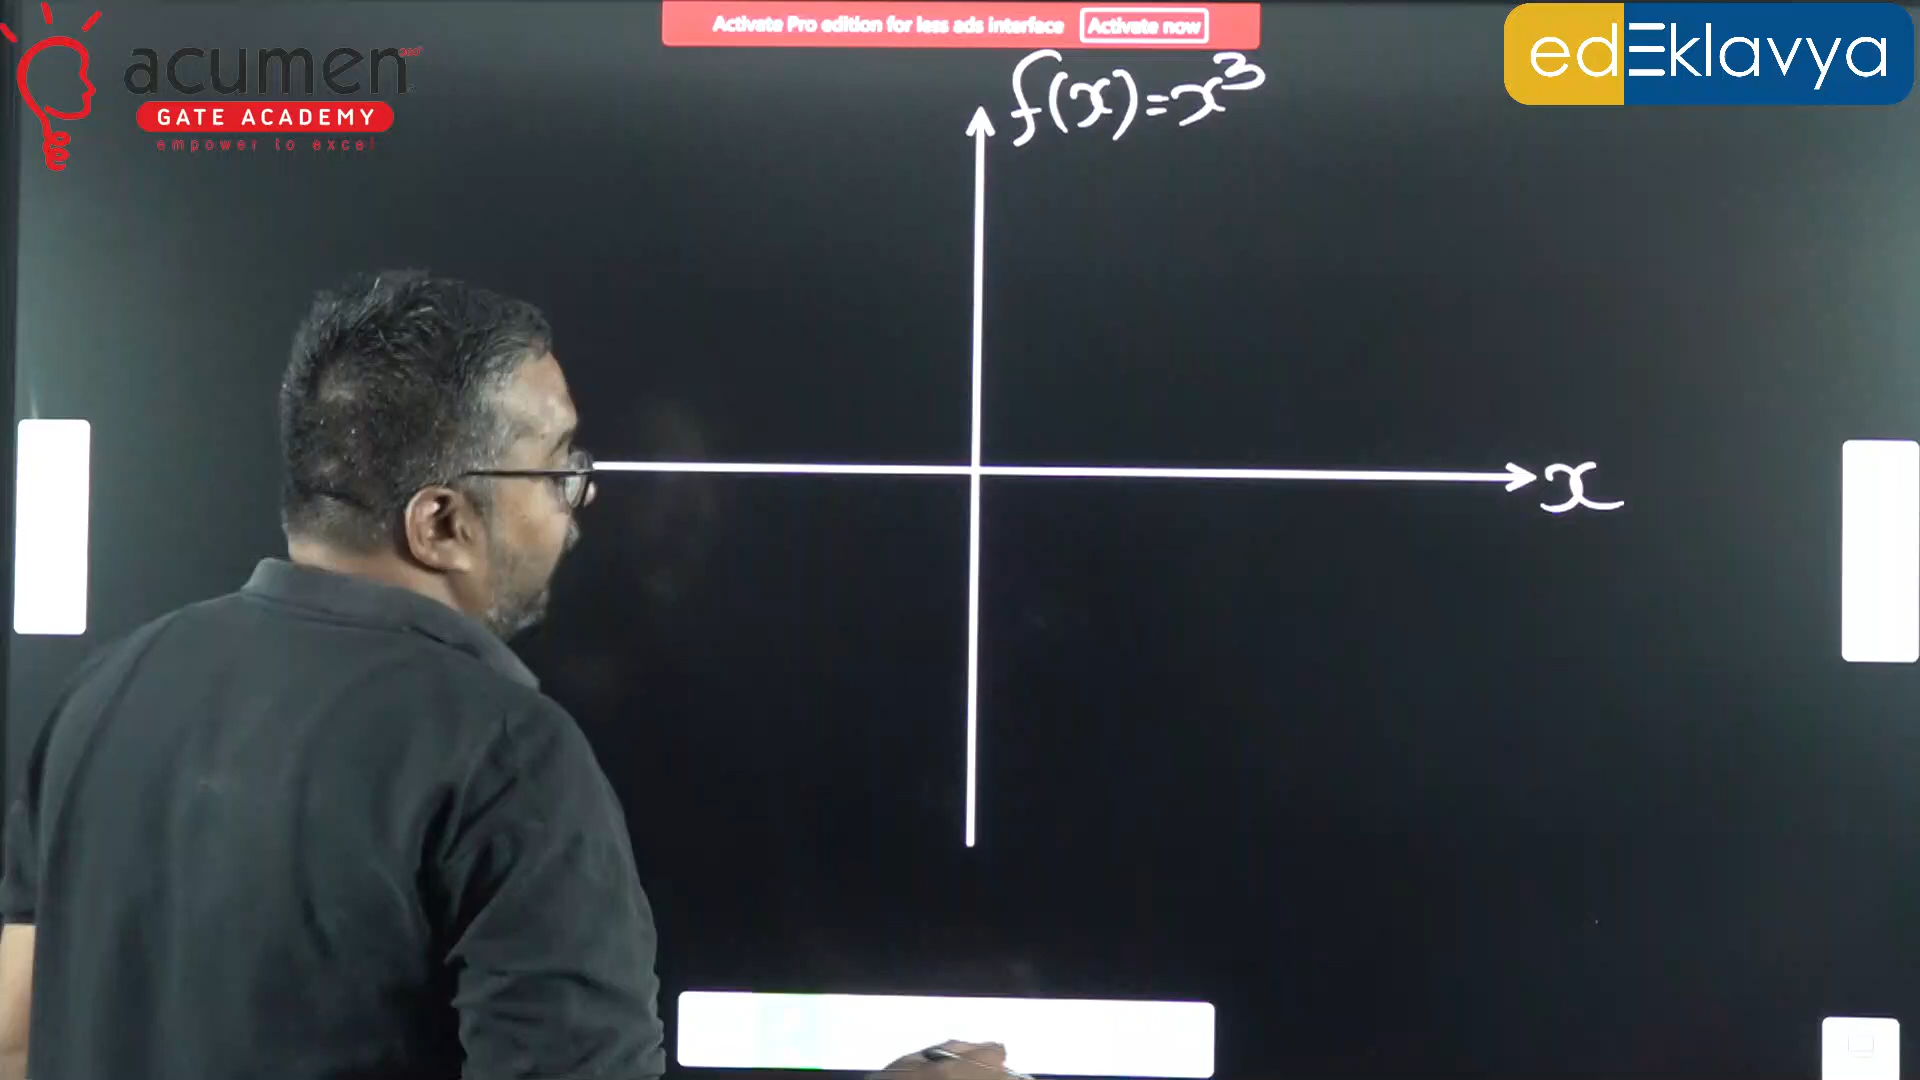 Activate Pro edition for less ads interface Activate now
acumen
GATE ACADEMY
empower to excel
edEklavya
f(x)=x³
x